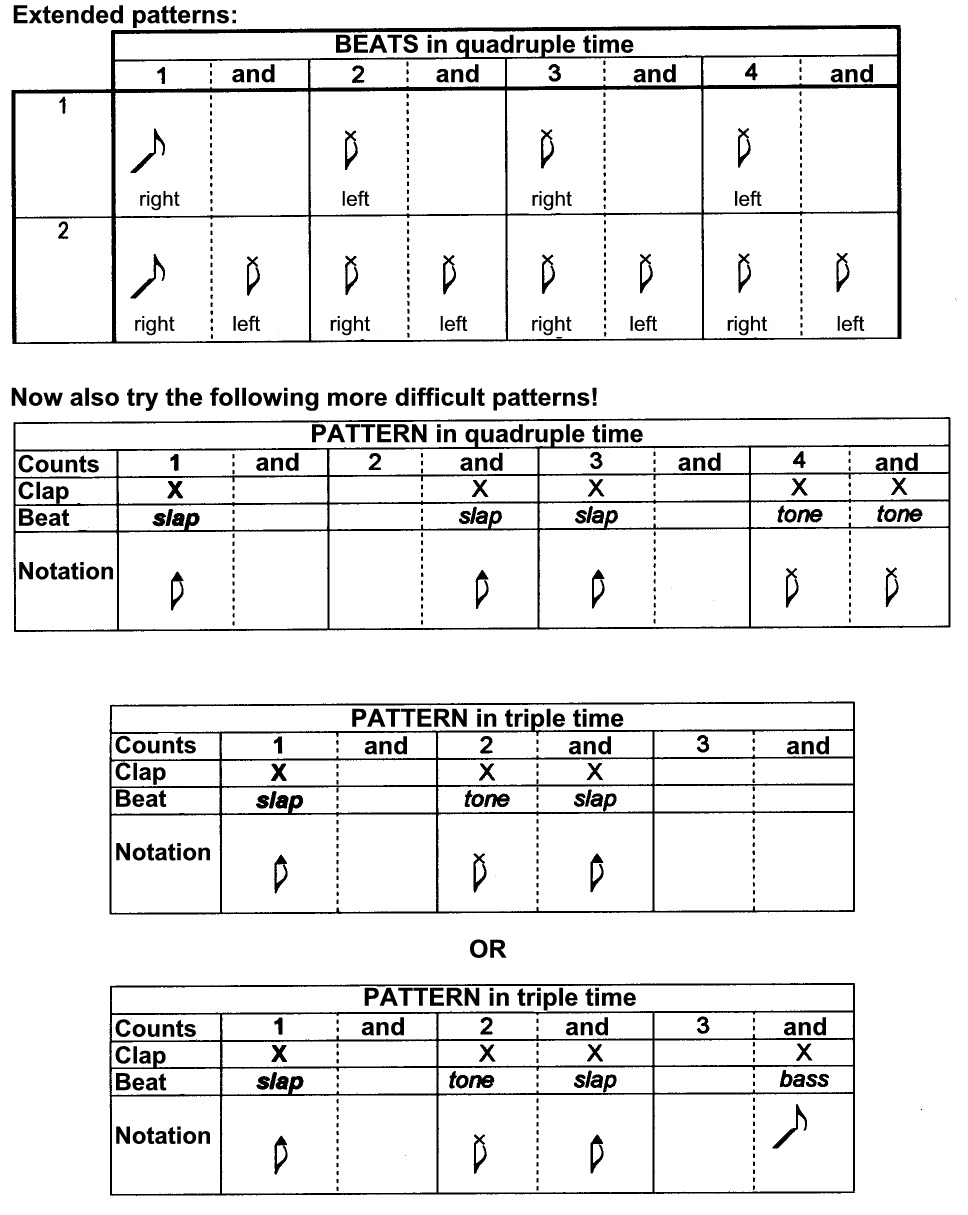 Extended patterns:
BEATS in quadruple time
1 and 2 and 3 and 4 and
1
right left right left
2
right left right left right left right left
Now also try the following more difficult patterns!
PATTERN in quadruple time
Counts 1 and 2 and 3 and 4 and
Clap X X X X X
Beat slap slap slap tone tone
Notation
PATTERN in triple time
Counts 1 and 2 and 3 and
Clap X X X
Beat slap tone slap
Notation
OR
PATTERN in triple time
Counts 1 and 2 and 3 and
Clap X X X X
Beat slap tone slap bass
Notation